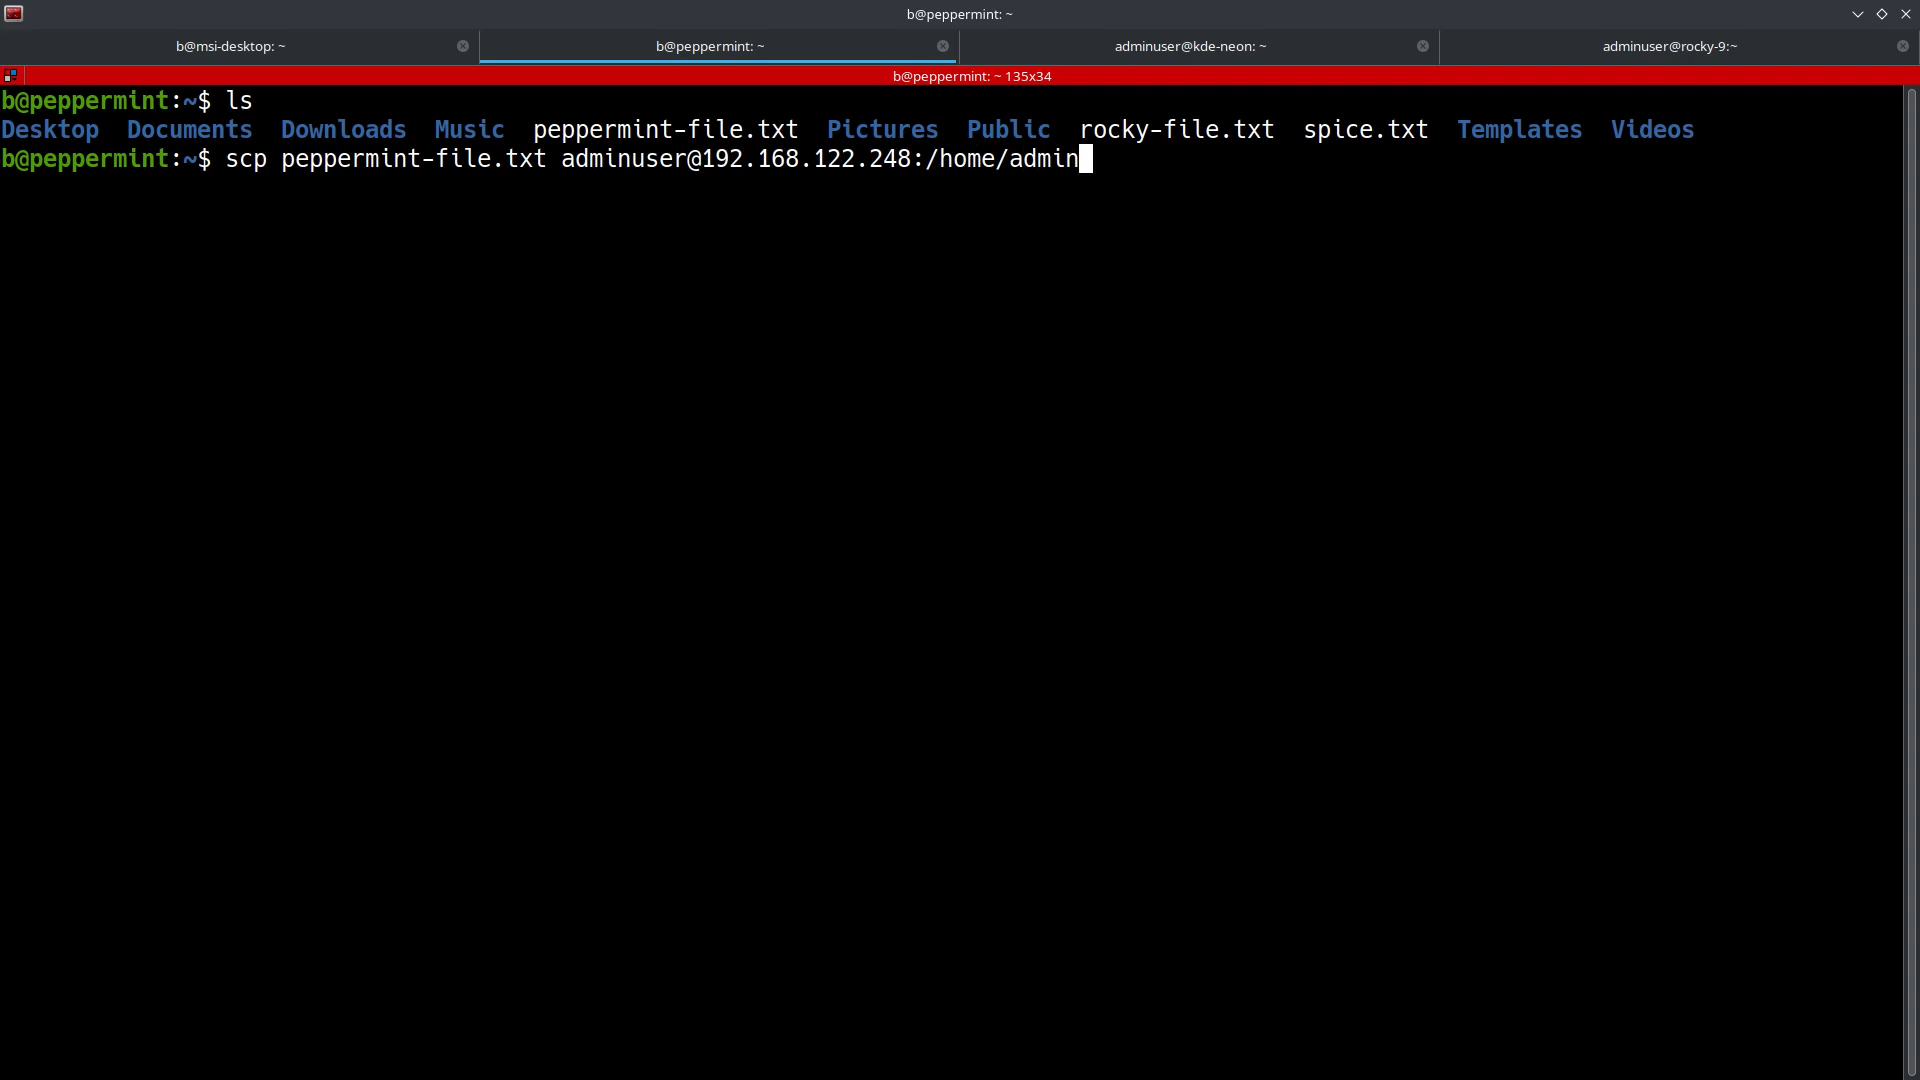 b@peppermint: ~
b@msi-desktop: ~
b@peppermint: ~
adminuser@kde-neon: ~
adminuser@rocky-9:~
b@peppermint: ~ 135x34
b@peppermint:~$ ls
Desktop  Documents  Downloads  Music  peppermint-file.txt  Pictures  Public  rocky-file.txt  spice.txt  Templates  Videos
b@peppermint:~$ scp peppermint-file.txt adminuser@192.168.122.248:/home/admin